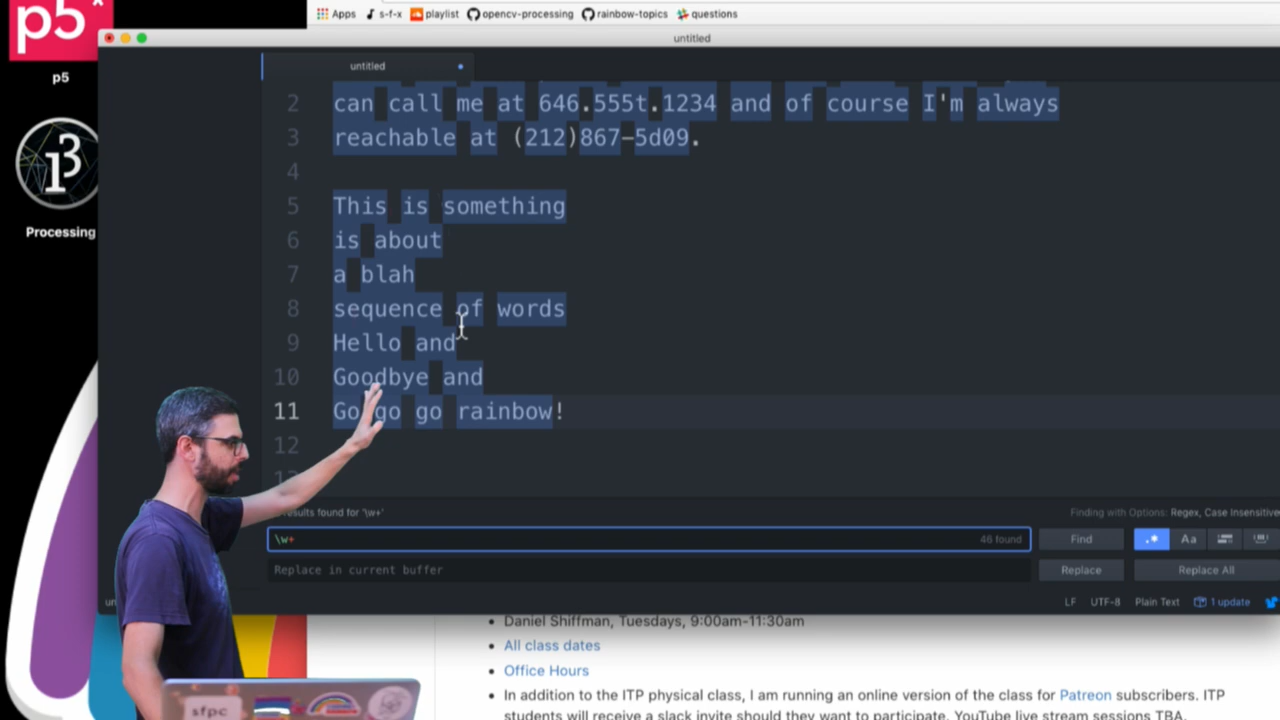 p5*
p5
Processing
Apps
s-f-x
playlist
opencv-processing
rainbow-topics
questions
untitled
untitled
2 can call me at 646.555t.1234 and of course I'm always
3 reachable at (212)867-5d09.
4
5 This is something
6 is about
7 a blah
8 sequence of words
9 Hello and
10 Goodbye and
11 Go go go rainbow!
12
13
results found for '\w+'
Finding with Options: Regex, Case Insensitive
\w+
46 found
Find
.*
Aa
Replace in current buffer
Replace
Replace All
LF
UTF-8
Plain Text
1 update
Daniel Shiffman, Tuesdays, 9:00am-11:30am
All class dates
Office Hours
In addition to the ITP physical class, I am running an online version of the class for Patreon subscribers. ITP
students will receive a slack invite should they want to participate. YouTube live stream sessions TBA.
sfpc